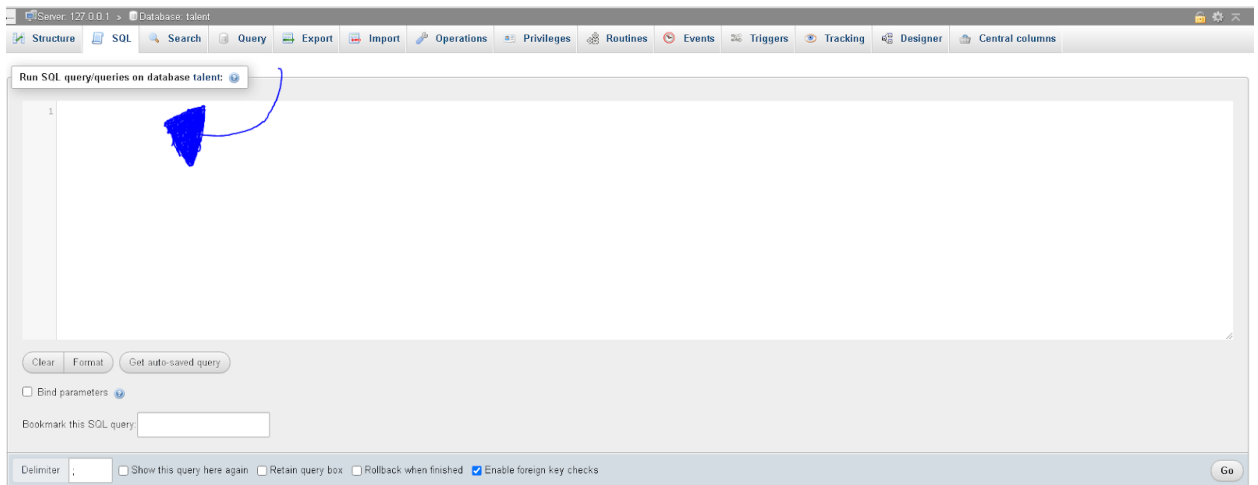 Server: 127.0.0.1 » Database: talent
Structure SQL Search Query Export Import Operations Privileges Routines Events Triggers Tracking Designer Central columns
Run SQL query/queries on database talent:
1
Clear Format Get auto-saved query
Bind parameters
Bookmark this SQL query:
Delimiter ; Show this query here again Retain query box Rollback when finished Enable foreign key checks Go